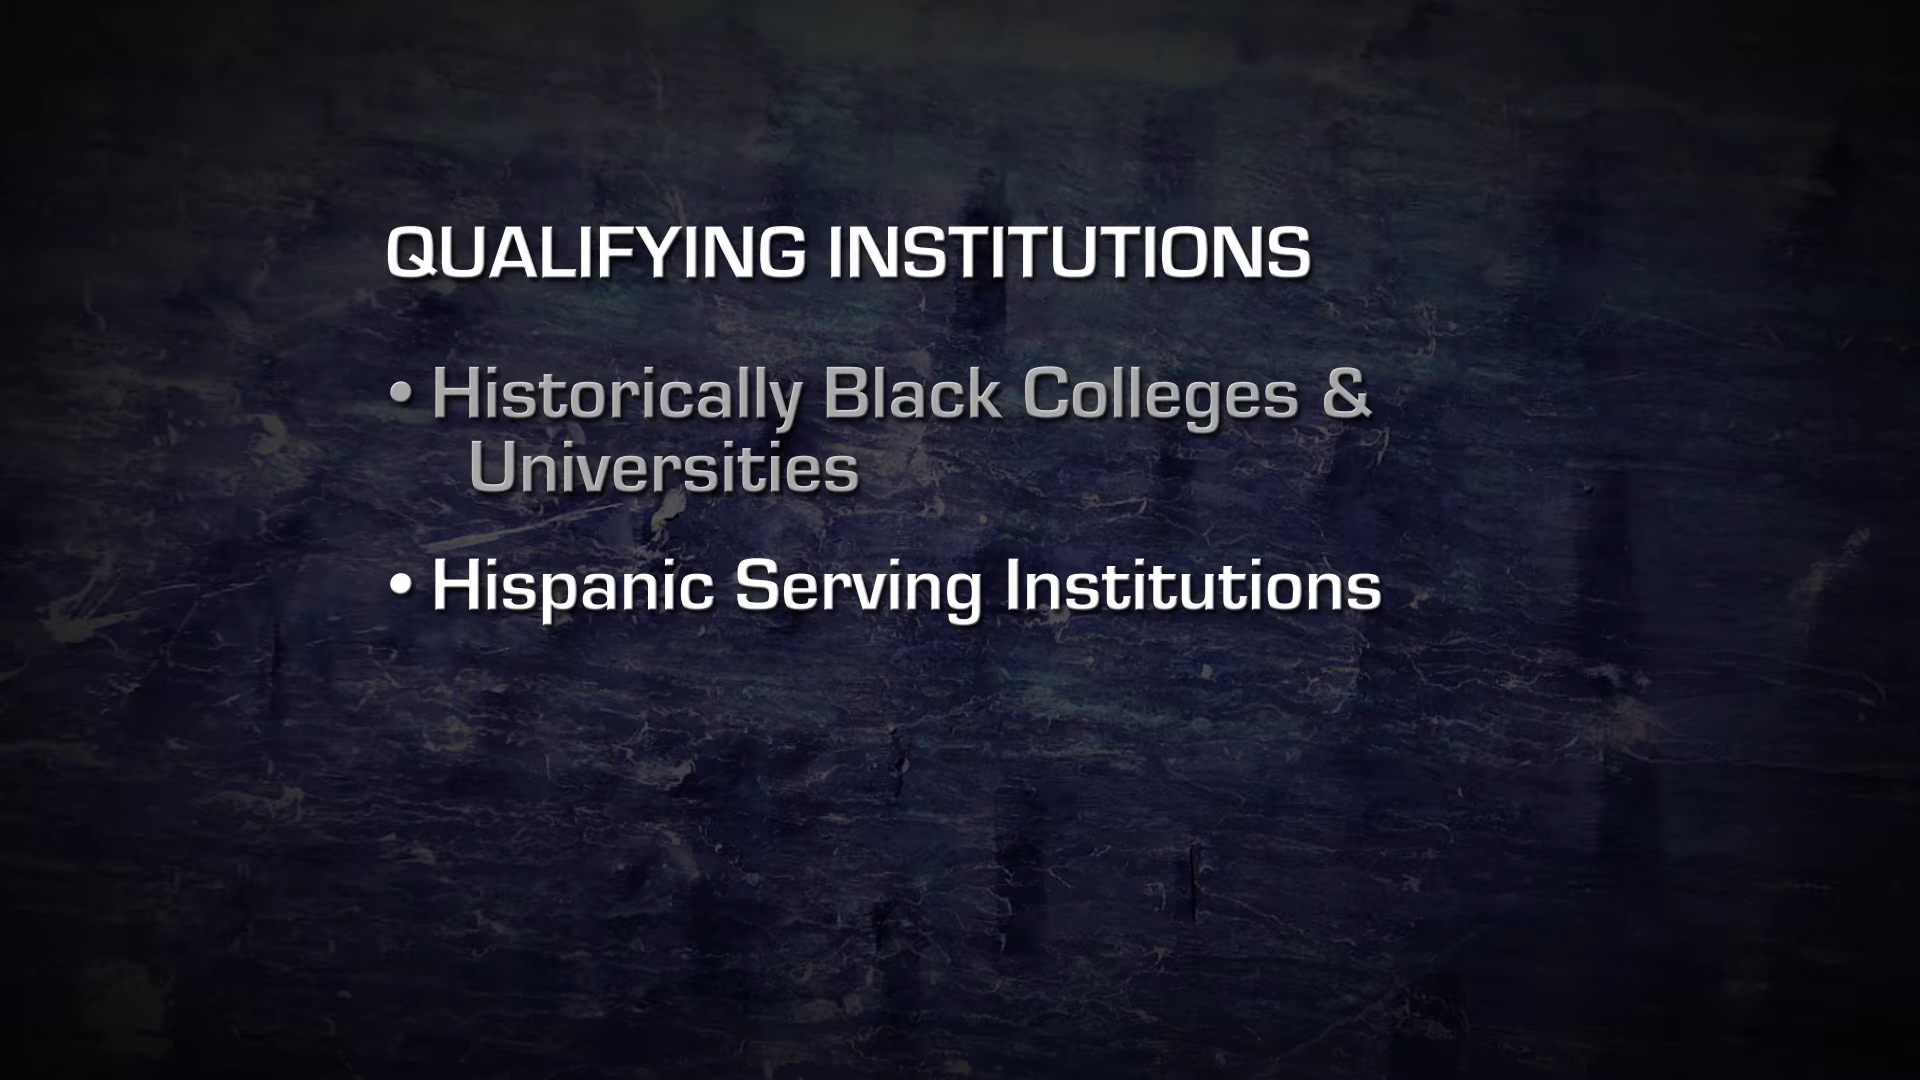 QUALIFYING INSTITUTIONS
• Historically Black Colleges &
Universities
• Hispanic Serving Institutions